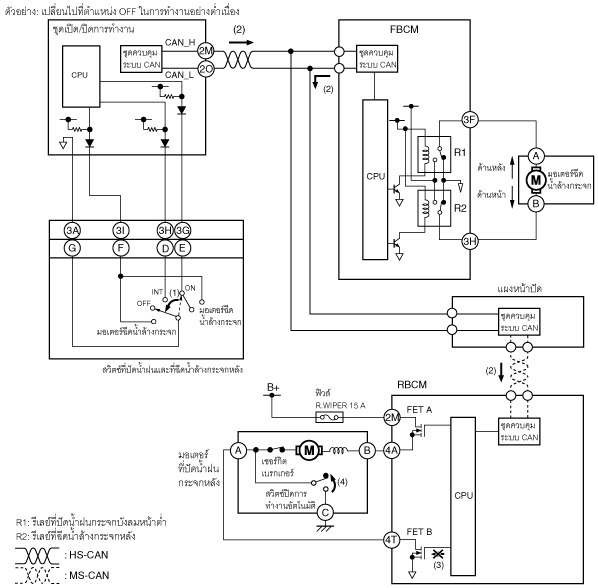 ตัวอย่าง: เปลี่ยนไปที่ตำแหน่ง OFF ในการทำงานอย่างต่ำเนื่อง
ชุดเปิด/ปิดการทำงาน
FBCM
CAN_H
2M
(2)
ชุดควบคุม
ระบบ CAN
ชุดควบคุม
ระบบ CAN
CPU
CAN_L
2O
(2)
3F
R1
A
CPU
ด้านหลัง
M
มอเตอร์ฉีด
น้ำล้างกระจก
ด้านหน้า
R2
B
3A
3I
3H
3G
3H
G
F
D
E
INT
(1)
ON
OFF
มอเตอร์ฉีด
น้ำล้างกระจก
มอเตอร์ฉีดน้ำล้างกระจก
แผงหน้าปัด
ชุดควบคุม
ระบบ CAN
สวิตช์ที่ปัดน้ำฝนและที่ฉีดน้ำล้างกระจกหลัง
(2)
B+
ฟิวส์
R.WIPER 15 A
RBCM
2M
FET A
ชุดควบคุม
ระบบ CAN
มอเตอร์
ที่ปัดน้ำฝน
กระจกหลัง
A
M
B
4A
เซอร์กิต
เบรกเกอร์
(4)
สวิตช์ปิดการ
ทำงานอัตโนมัติ
CPU
C
R1: รีเลย์ที่ปัดน้ำฝนกระจกบังลมหน้าต่ำ
R2: รีเลย์ที่ฉีดน้ำล้างกระจกหลัง
4T
FET B
(3)
: HS-CAN
: MS-CAN